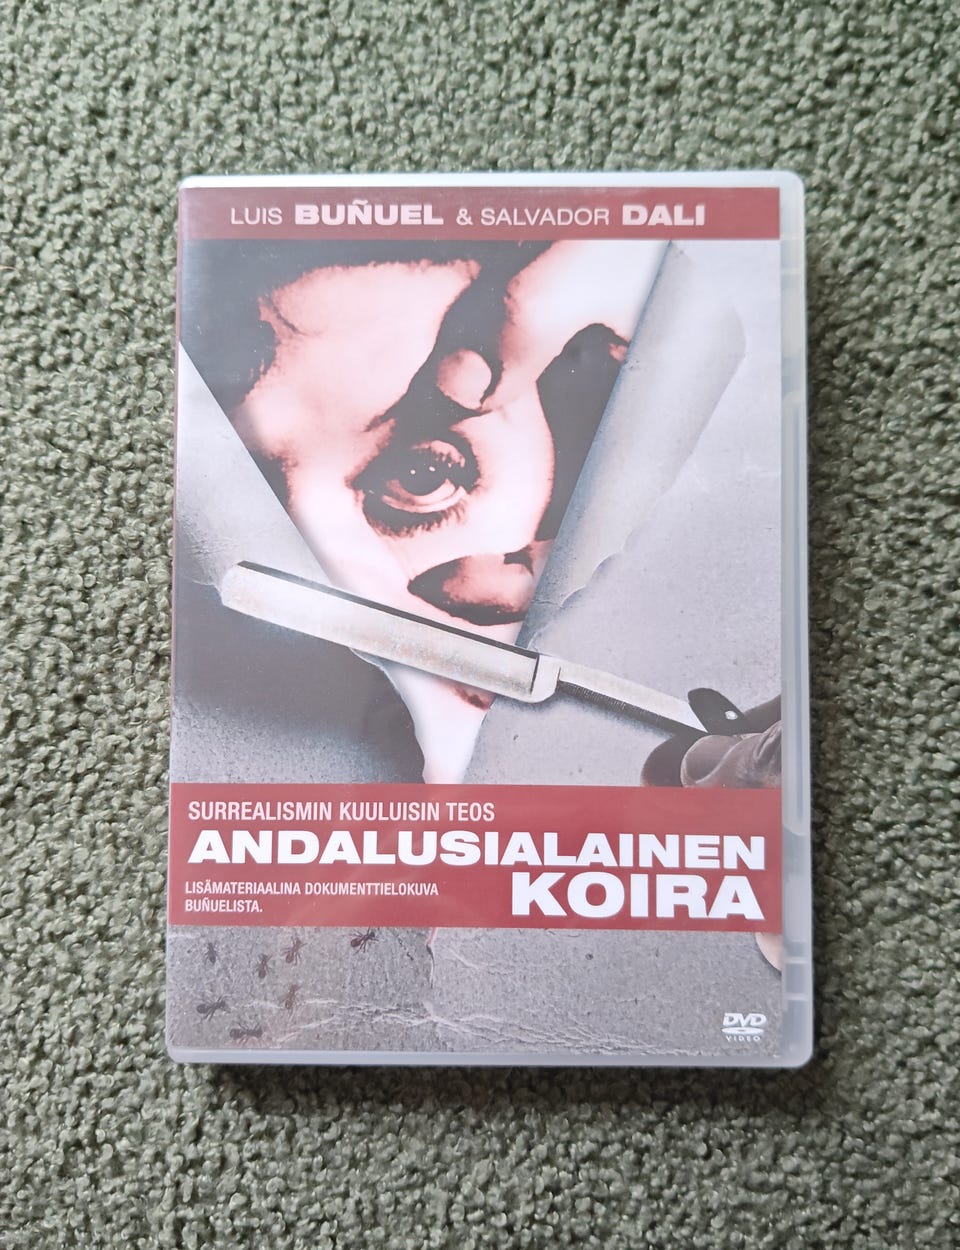 LUIS BUÑUEL & SALVADOR DALI
SURREALISMIN KUULUISIN TEOS
ANDALUSIALAINEN
KOIRA
LISÄMATERIAALINA DOKUMENTTIELOKUVA
BUÑUELISTA.
DVD
VIDEO